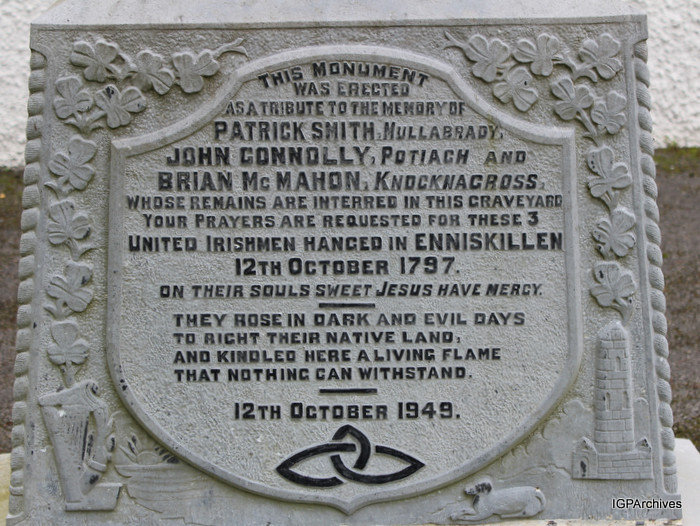 THIS MONUMENT
WAS ERECTED
AS A TRIBUTE TO THE MEMORY OF
PATRICK SMITH, NULLABRADY,
JOHN CONNOLLY, POTIACH AND
BRIAN MCMAHON, KNOCKNACROSS,
WHOSE REMAINS ARE INTERRED IN THIS GRAVEYARD
YOUR PRAYERS ARE REQUESTED FOR THESE 3
UNITED IRISHMEN HANGED IN ENNISKILLEN
12TH OCTOBER 1797.
ON THEIR SOULS SWEET JESUS HAVE MERCY.
THEY ROSE IN DARK AND EVIL DAYS
TO RIGHT THEIR NATIVE LAND;
AND KINDLED HERE A LIVING FLAME
THAT NOTHING CAN WITHSTAND.
12TH OCTOBER 1949.
IGPArchives